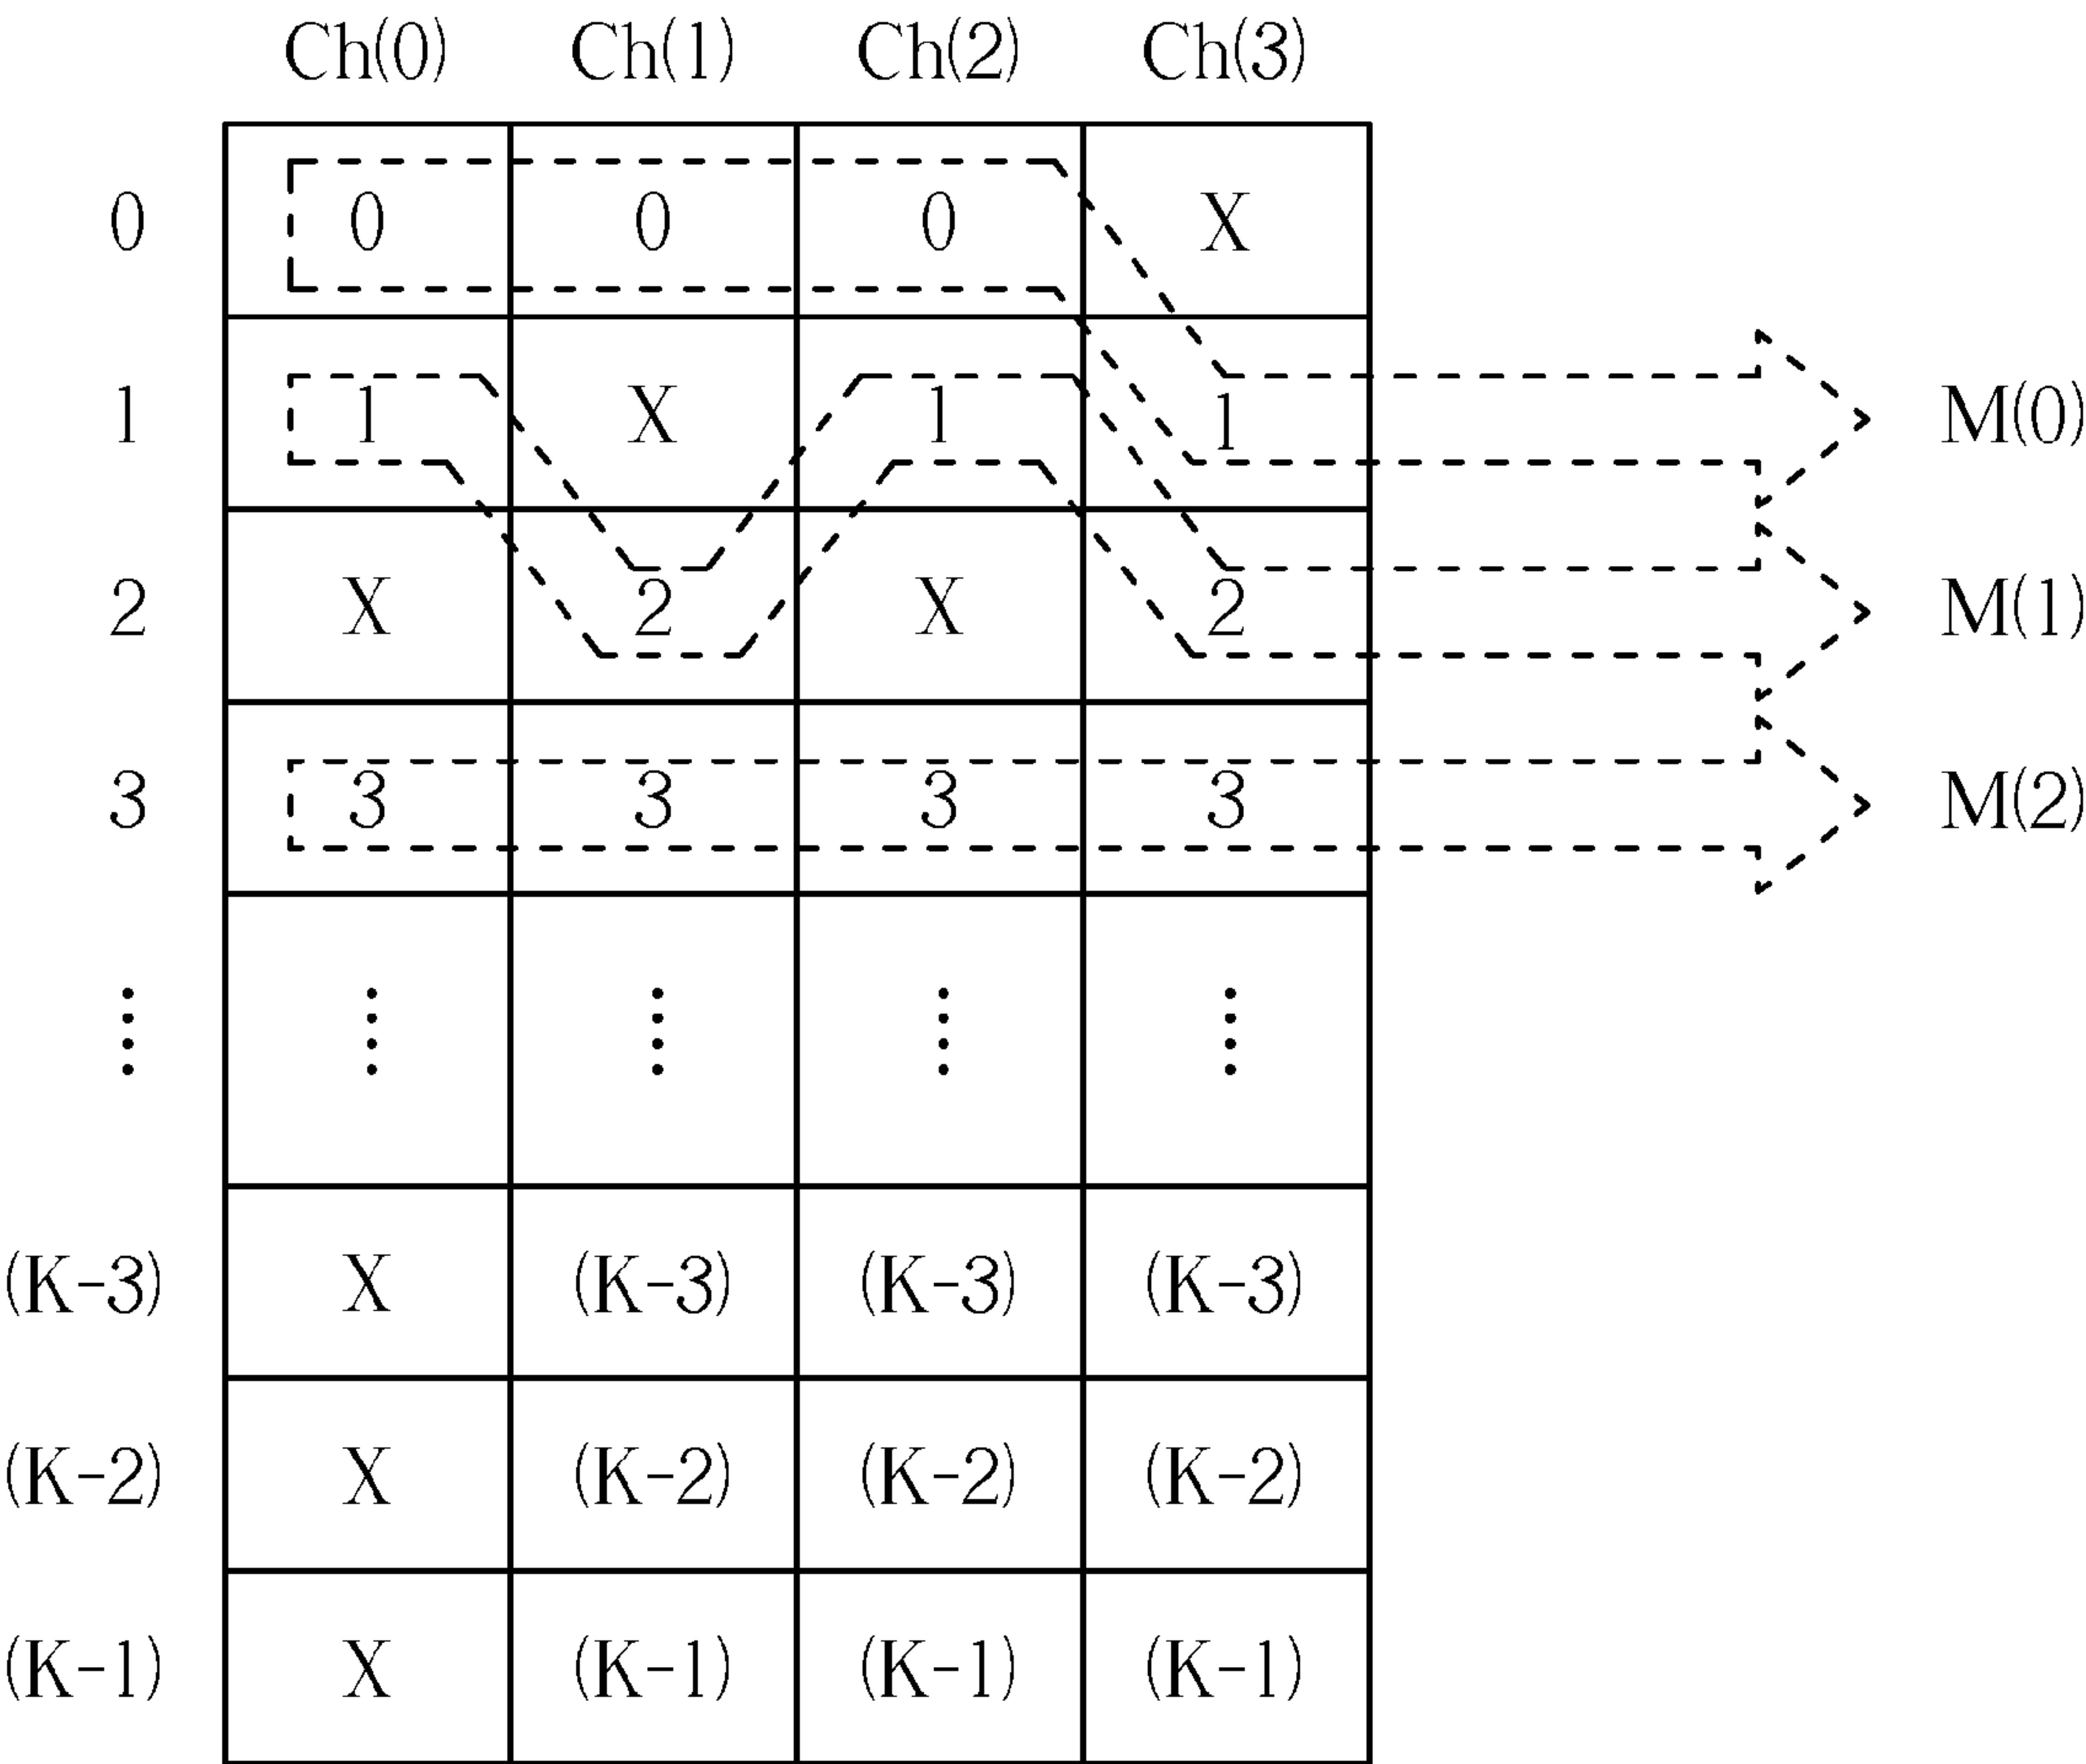 Ch(0) Ch(1) Ch(2) Ch(3)
0 0 0 0 X
1 1 X 1 1 M(0)
2 X 2 X 2 M(1)
3 3 3 3 3 M(2)
(K-3) X (K-3) (K-3) (K-3)
(K-2) X (K-2) (K-2) (K-2)
(K-1) X (K-1) (K-1) (K-1)